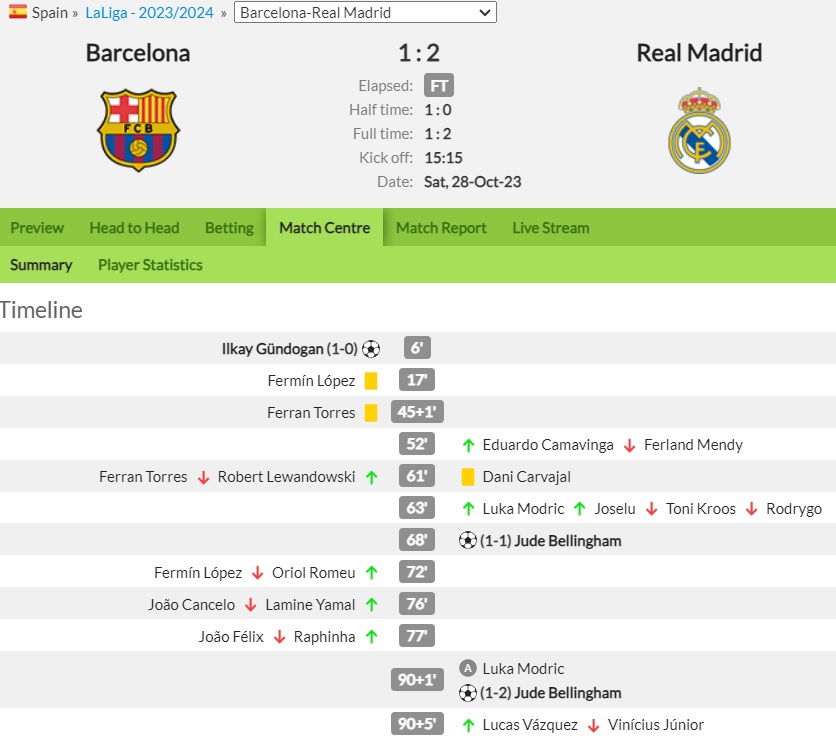 Spain » LaLiga - 2023/2024 » Barcelona-Real Madrid
Barcelona 1 : 2 Real Madrid
FCB
Elapsed: FT
Half time: 1 : 0
Full time: 1 : 2
Kick off: 15:15
Date: Sat, 28-Oct-23
Preview Head to Head Betting Match Centre Match Report Live Stream
Summary Player Statistics
Timeline
Ilkay Gündogan (1-0) 6'
Fermín López 17'
Ferran Torres 45+1'
52' Eduardo Camavinga Ferland Mendy
Ferran Torres Robert Lewandowski 61' Dani Carvajal
63' Luka Modric Joselu Toni Kroos Rodrygo
68' (1-1) Jude Bellingham
Fermín López Oriol Romeu 72'
João Cancelo Lamine Yamal 76'
João Félix Raphinha 77'
90+1' A Luka Modric
(1-2) Jude Bellingham
90+5' Lucas Vázquez Vinícius Júnior